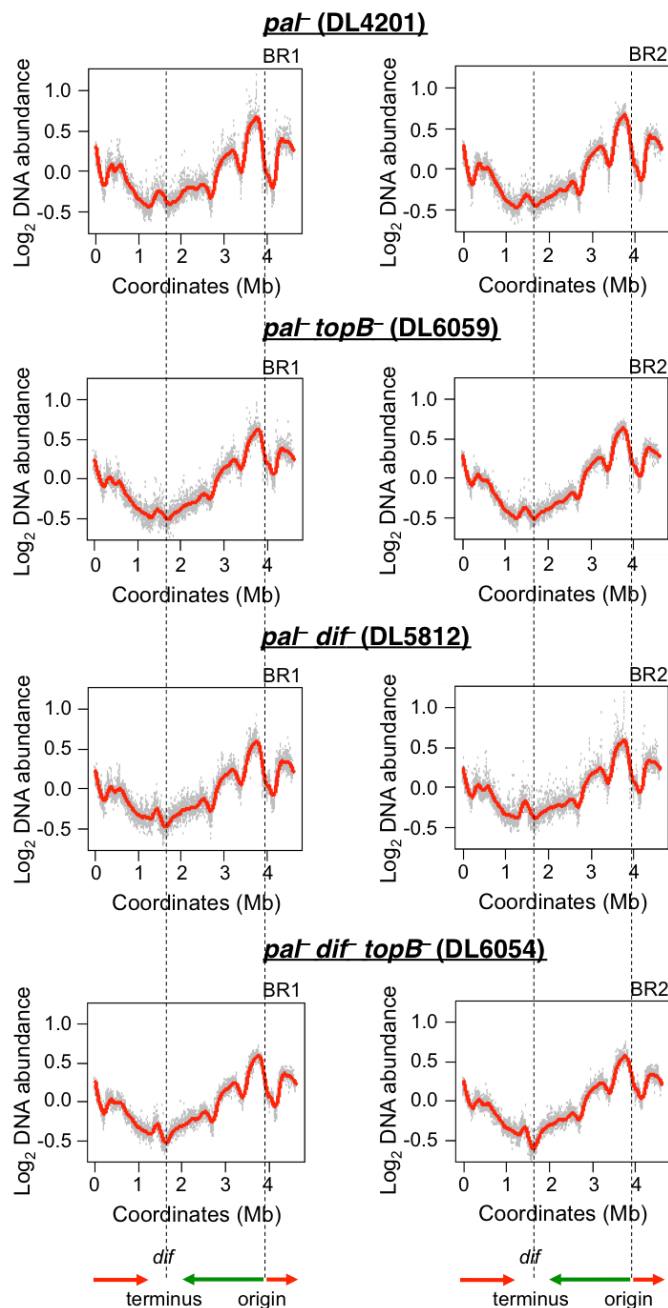 pal⁻ (DL4201)
BR1 BR2
Log₂ DNA abundance 1.0 0.5 0.0 -0.5 Log₂ DNA abundance 1.0 0.5 0.0 -0.5
0 1 2 3 4 0 1 2 3 4
Coordinates (Mb) Coordinates (Mb)
pal⁻ topB⁻ (DL6059)
BR1 BR2
Log₂ DNA abundance 1.0 0.5 0.0 -0.5 Log₂ DNA abundance 1.0 0.5 0.0 -0.5
0 1 2 3 4 0 1 2 3 4
Coordinates (Mb) Coordinates (Mb)
pal⁻ dif⁻ (DL5812)
BR1 BR2
Log₂ DNA abundance 1.0 0.5 0.0 -0.5 Log₂ DNA abundance 1.0 0.5 0.0 -0.5
0 1 2 3 4 0 1 2 3 4
Coordinates (Mb) Coordinates (Mb)
pal⁻ dif⁻ topB⁻ (DL6054)
BR1 BR2
Log₂ DNA abundance 1.0 0.5 0.0 -0.5 Log₂ DNA abundance 1.0 0.5 0.0 -0.5
0 1 2 3 4 0 1 2 3 4
Coordinates (Mb) Coordinates (Mb)
dif dif
terminus origin terminus origin